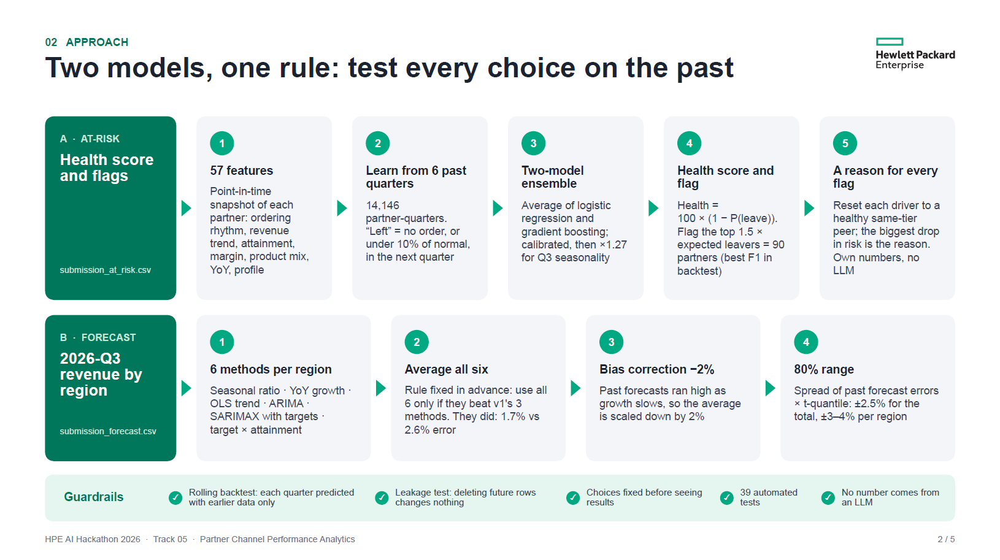 02 APPROACH
Two models, one rule: test every choice on the past
Hewlett Packard
Enterprise
A · AT-RISK
Health score
and flags
submission_at_risk.csv
1
57 features
Point-in-time
snapshot of each
partner: ordering
rhythm, revenue
trend, attainment,
margin, product mix,
YoY, profile
2
Learn from 6 past
quarters
14,146
partner-quarters.
“Left” = no order, or
under 10% of normal,
in the next quarter
3
Two-model
ensemble
Average of logistic
regression and
gradient boosting;
calibrated, then ×1.27
for Q3 seasonality
4
Health score and
flag
Health =
100 × (1 − P(leave)).
Flag the top 1.5 ×
expected leavers = 90
partners (best F1 in
backtest)
5
A reason for every
flag
Reset each driver to a
healthy same-tier
peer; the biggest drop
in risk is the reason.
Own numbers, no
LLM
B · FORECAST
2026-Q3
revenue by
region
submission_forecast.csv
1
6 methods per region
Seasonal ratio · YoY growth ·
OLS trend · ARIMA ·
SARIMAX with targets ·
target × attainment
2
Average all six
Rule fixed in advance: use all
6 only if they beat v1's 3
methods. They did: 1.7% vs
2.6% error
3
Bias correction −2%
Past forecasts ran high as
growth slows, so the average
is scaled down by 2%
4
80% range
Spread of past forecast errors
× t-quantile: ±2.5% for the
total, ±3–4% per region
Guardrails
✓ Rolling backtest: each quarter predicted
with earlier data only
✓ Leakage test: deleting future rows
changes nothing
✓ Choices fixed before seeing
results
✓ 39 automated
tests
✓ No number comes from
an LLM
HPE AI Hackathon 2026 · Track 05 · Partner Channel Performance Analytics
2 / 5